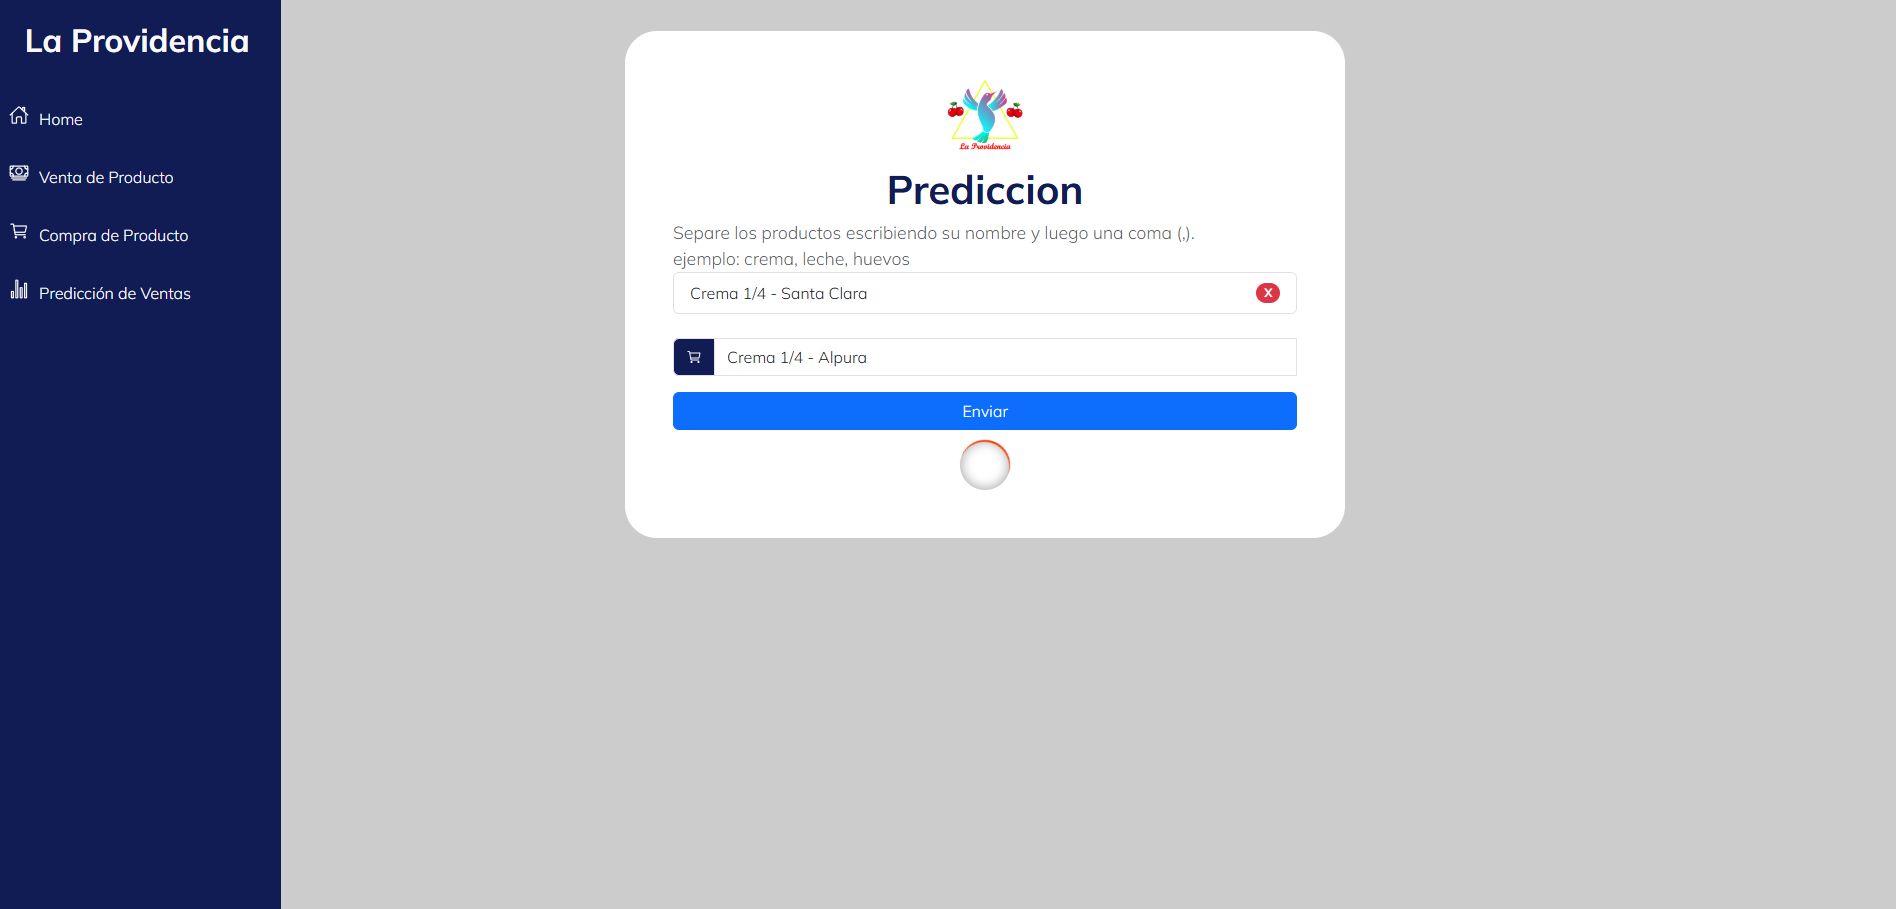 La Providencia
Home
Venta de Producto
Compra de Producto
Predicción de Ventas
La Providencia
Prediccion
Separe los productos escribiendo su nombre y luego una coma (,).
ejemplo: crema, leche, huevos
Crema 1/4 - Santa Clara X
Crema 1/4 - Alpura
Enviar